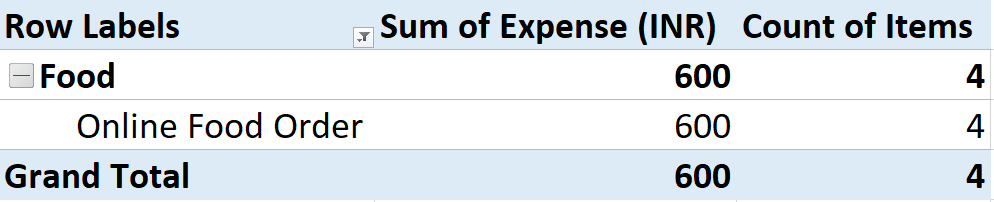 Row Labels Sum of Expense (INR) Count of Items
Food 600 4
Online Food Order 600 4
Grand Total 600 4